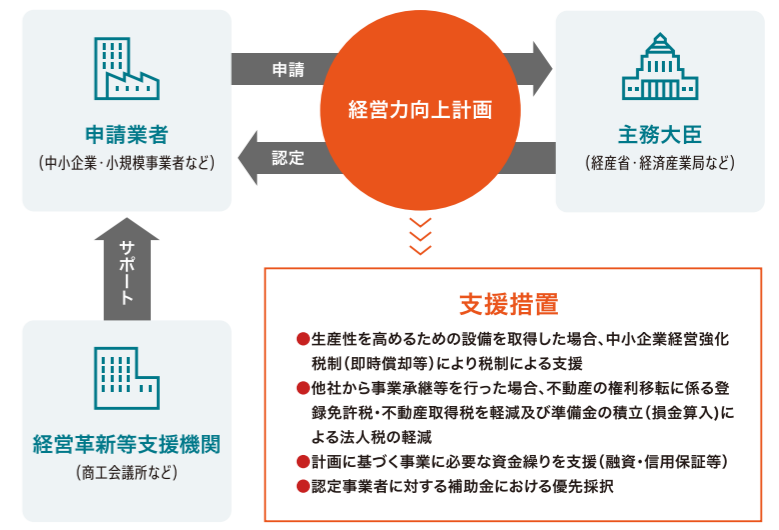 申請
経営力向上計画
認定
申請業者
(中小企業・小規模事業者など)
主務大臣
(経産省・経済産業局など)
サポート
経営革新等支援機関
(商工会議所など)
支援措置
●生産性を高めるための設備を取得した場合、中小企業経営強化
税制(即時償却等)により税制による支援
●他社から事業承継等を行った場合、不動産の権利移転に係る登
録免許税・不動産取得税を軽減及び準備金の積立(損金算入)に
よる法人税の軽減
●計画に基づく事業に必要な資金繰りを支援(融資・信用保証等)
●認定事業者に対する補助金における優先採択